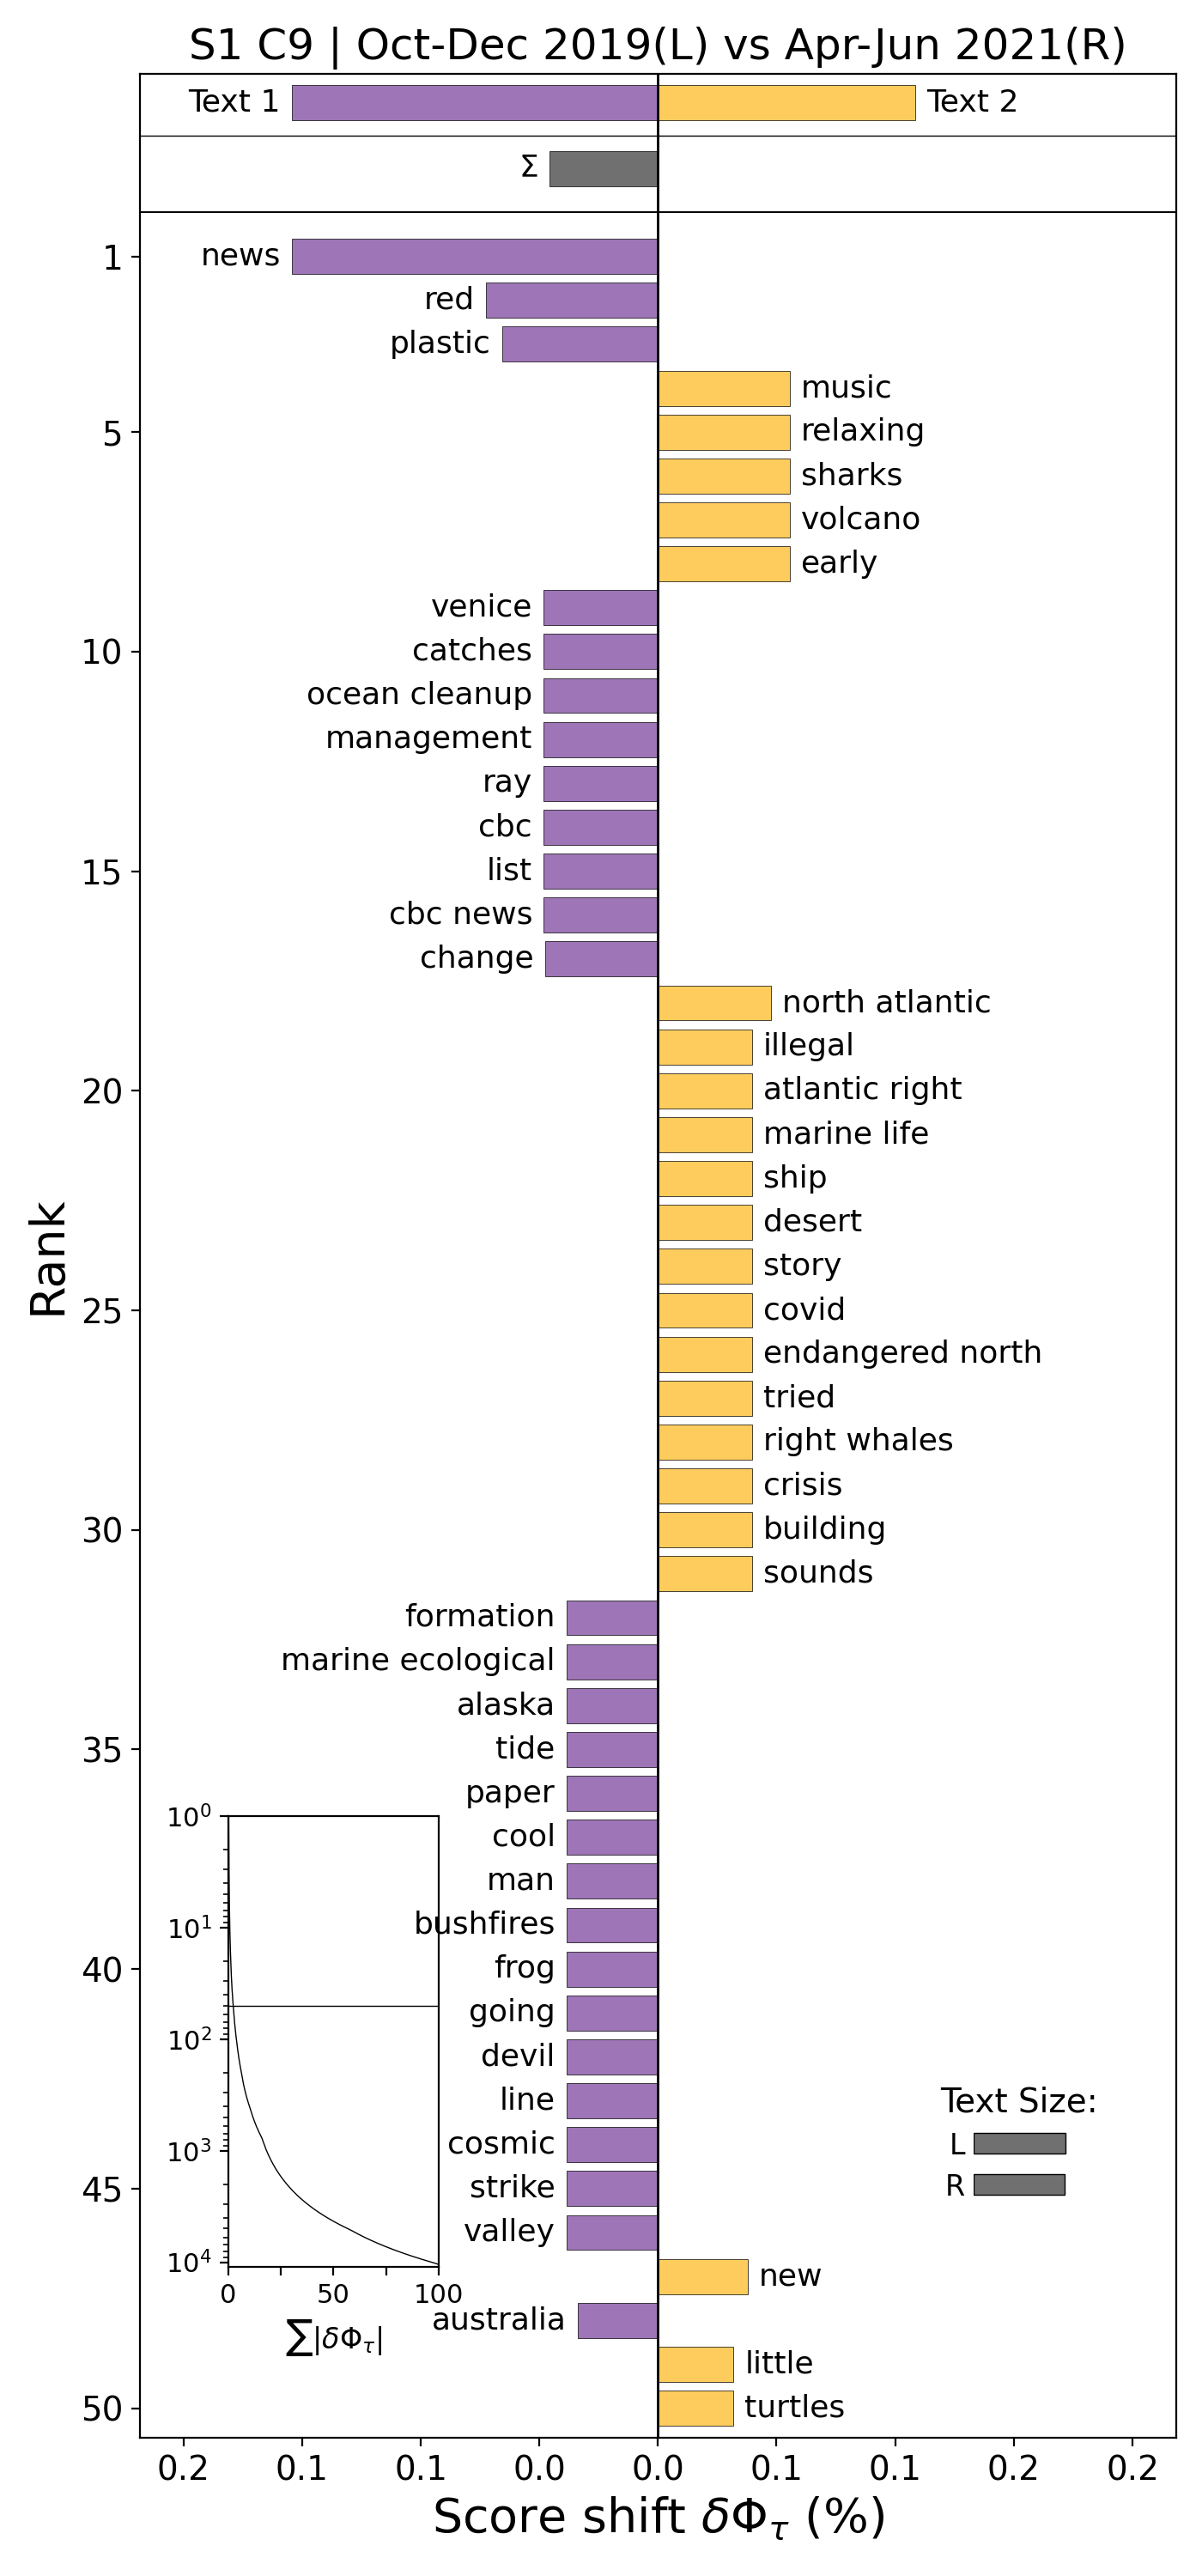 S1 C9 | Oct-Dec 2019(L) vs Apr-Jun 2021(R)
Text 1
Text 2
Σ
1
news
red
plastic
music
5
relaxing
sharks
volcano
early
venice
10
catches
ocean cleanup
management
ray
cbc
15
list
cbc news
change
north atlantic
illegal
20
atlantic right
marine life
ship
desert
story
25
covid
endangered north
tried
right whales
crisis
30
building
sounds
formation
marine ecological
alaska
35
tide
paper
cool
man
bushfires
40
frog
going
devil
line
cosmic
45
strike
valley
new
australia
little
50
turtles
Rank
10⁰
10¹
10²
10³
10⁴
0 50 100
∑|δΦτ|
Text Size:
L
R
0.2 0.1 0.1 0.0 0.0 0.1 0.1 0.2 0.2
Score shift δΦτ (%)